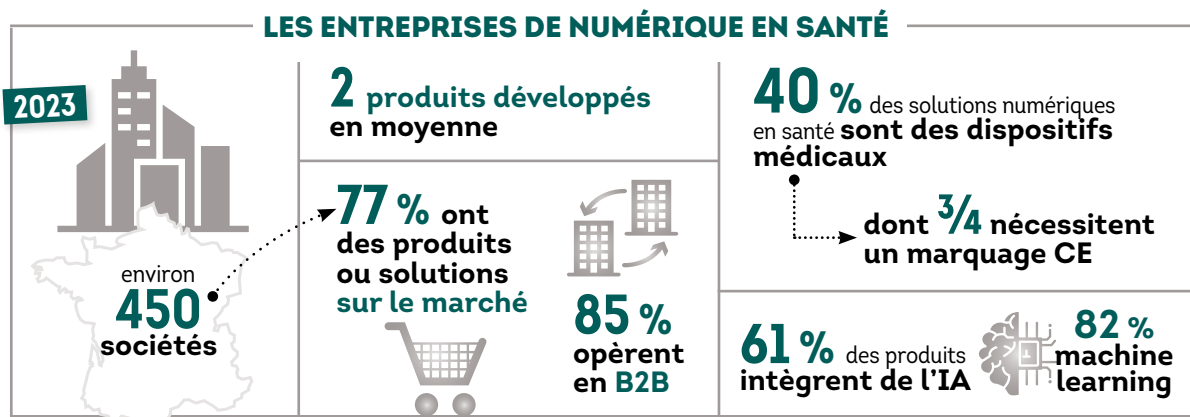 LES ENTREPRISES DE NUMÉRIQUE EN SANTÉ
2023
environ
450
sociétés
2 produits développés
en moyenne
77 % ont
des produits
ou solutions
sur le marché
85 %
opèrent
en B2B
40 % des solutions numériques
en santé sont des dispositifs
médicaux
dont ¾ nécessitent
un marquage CE
61 % des produits
intègrent de l'IA
82 %
machine
learning